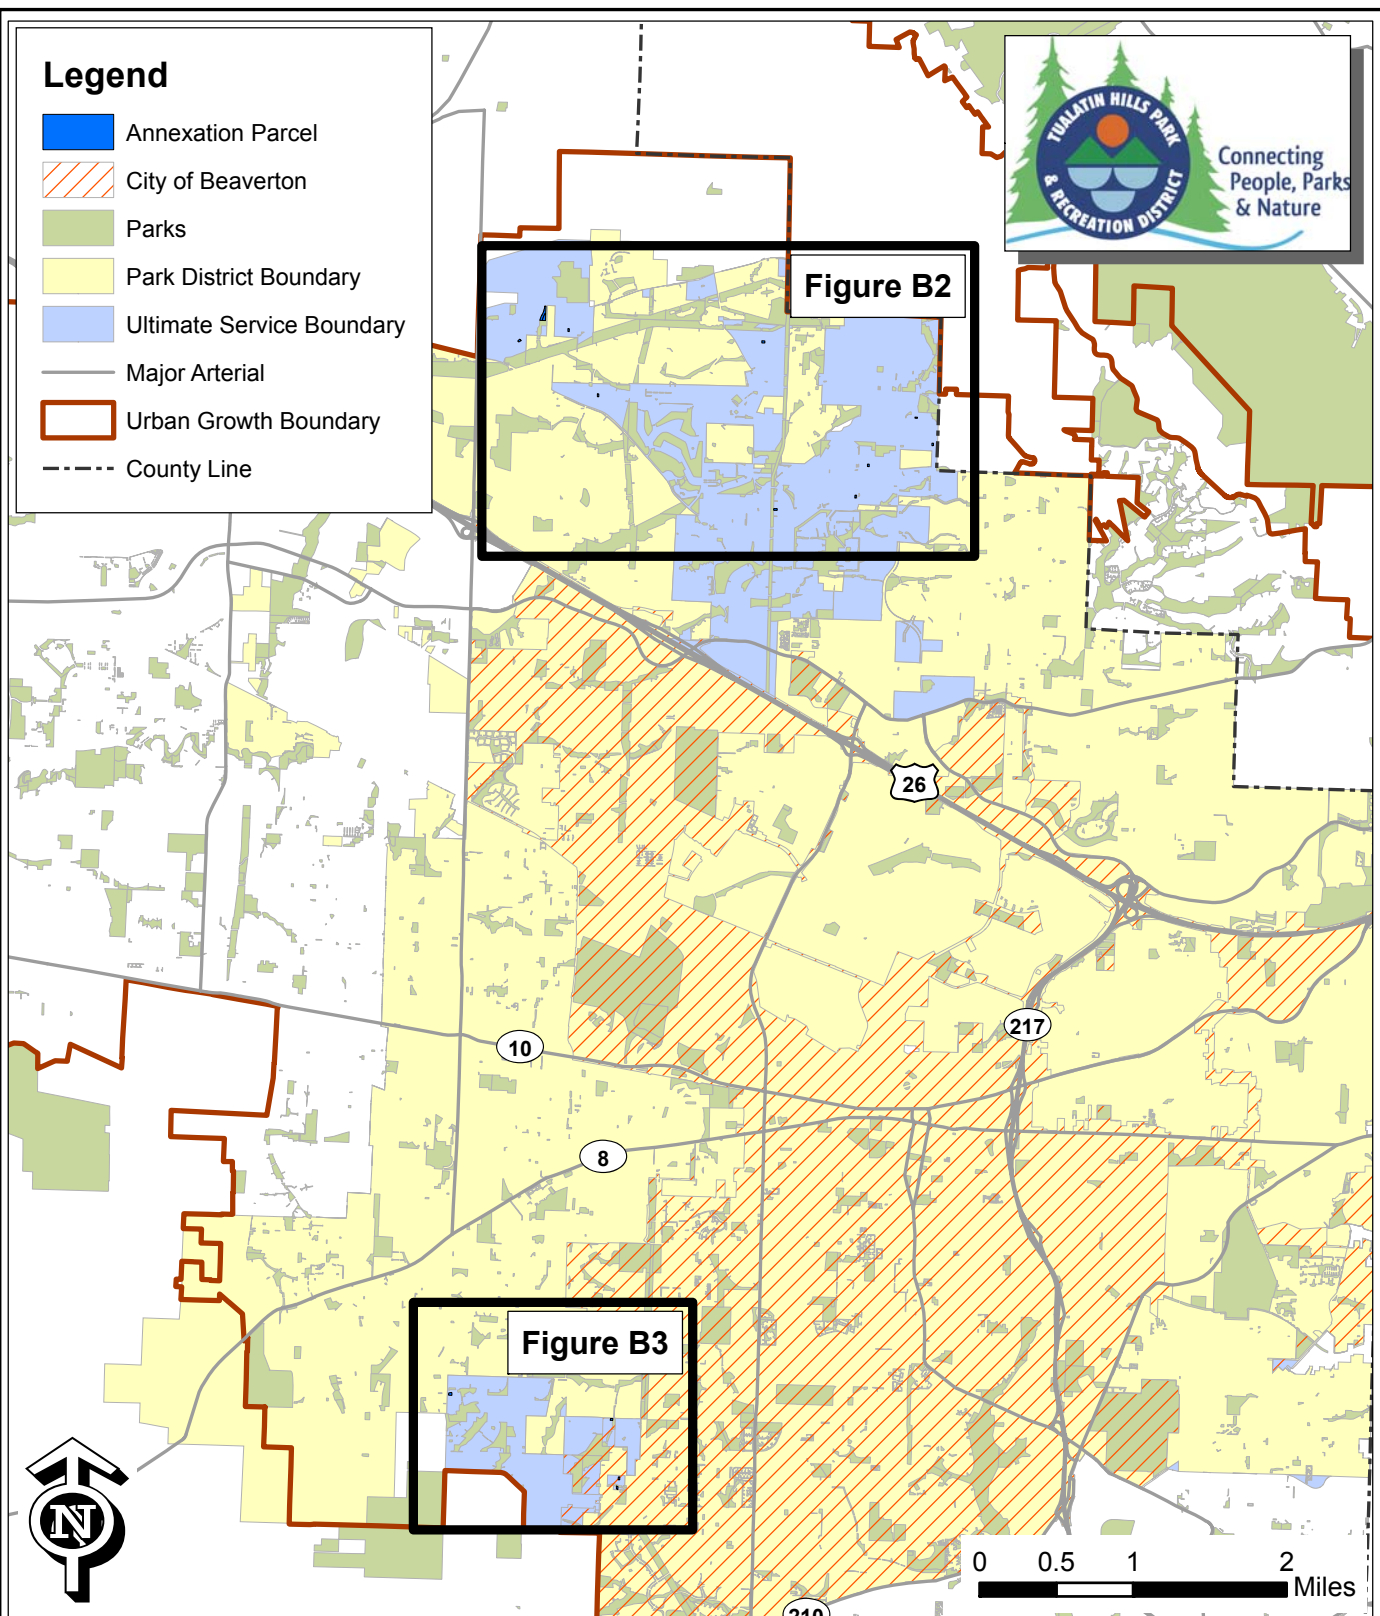 Legend
Annexation Parcel
City of Beaverton
Parks
Park District Boundary
Ultimate Service Boundary
Major Arterial
Urban Growth Boundary
County Line
TUALATIN HILLS PARK
& RECREATION DISTRICT
Connecting
People, Parks
& Nature
Figure B2
26
217
10
8
Figure B3
N
0 0.5 1 2
Miles
210